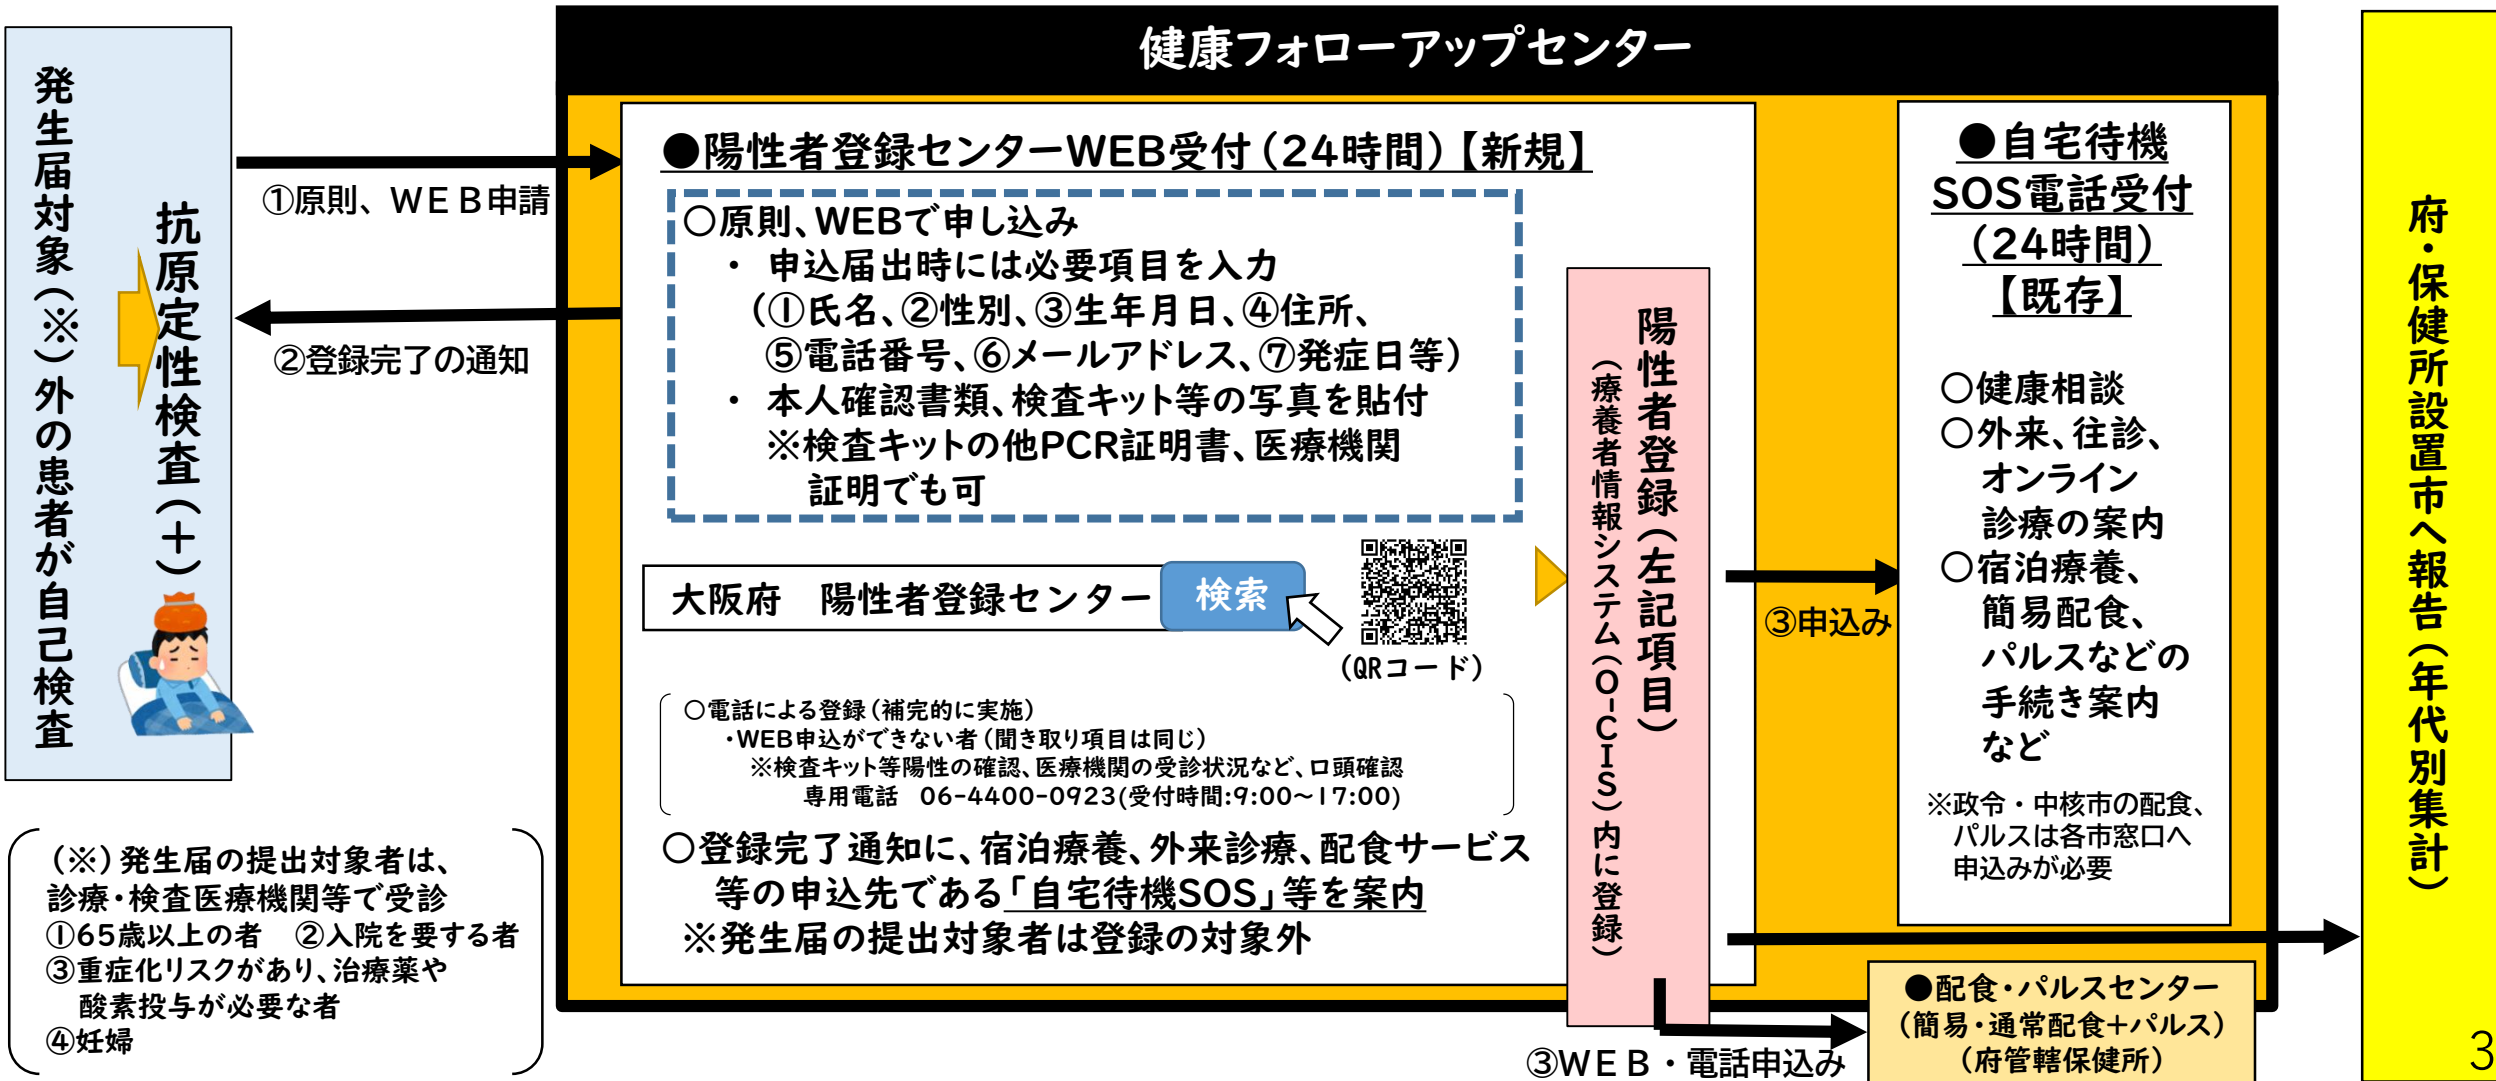 健康フォローアップセンター
発生届対象(※)外の患者が自己検査
抗原定性検査(+)
①原則、ＷＥＢ申請
②登録完了の通知
(※)発生届の提出対象者は、
診療・検査医療機関等で受診
①65歳以上の者　②入院を要する者
③重症化リスクがあり、治療薬や
酸素投与が必要な者
④妊婦
●陽性者登録センターWEB受付(24時間)【新規】
○原則、WEBで申し込み
・ 申込届出時には必要項目を入力
(①氏名、②性別、③生年月日、④住所、
⑤電話番号、⑥メールアドレス、⑦発症日等)
・ 本人確認書類、検査キット等の写真を貼付
※検査キットの他PCR証明書、医療機関
証明でも可
大阪府　陽性者登録センター
検索
(QRコード)
○電話による登録(補完的に実施)
・WEB申込ができない者(聞き取り項目は同じ)
※検査キット等陽性の確認、医療機関の受診状況など、口頭確認
専用電話　06-4400-0923(受付時間:9:00～17:00)
○登録完了通知に、宿泊療養、外来診療、配食サービス
等の申込先である「自宅待機SOS」等を案内
※発生届の提出対象者は登録の対象外
陽性者登録(左記項目)
(療養者情報システム(O-CIS)内に登録)
③申込み
●自宅待機
SOS電話受付
(24時間)
【既存】
○健康相談
○外来、往診、
オンライン
診療の案内
○宿泊療養、
簡易配食、
パルスなどの
手続き案内
など
※政令・中核市の配食、
パルスは各市窓口へ
申込みが必要
③ＷＥＢ・電話申込み
●配食・パルスセンター
(簡易・通常配食+パルス)
(府管轄保健所)
府・保健所設置市へ報告(年代別集計)
3